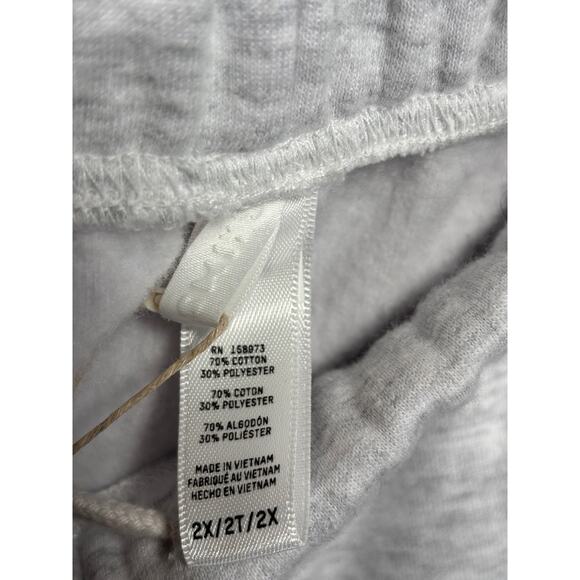 RN 158973
70% COTTON
30% POLYESTER
70% COTON
30% POLYESTER
70% ALGODÓN
30% POLIÉSTER
MADE IN VIETNAM
FABRIQUÉ AU VIETNAM
HECHO EN VIETNAM
2X/2T/2X